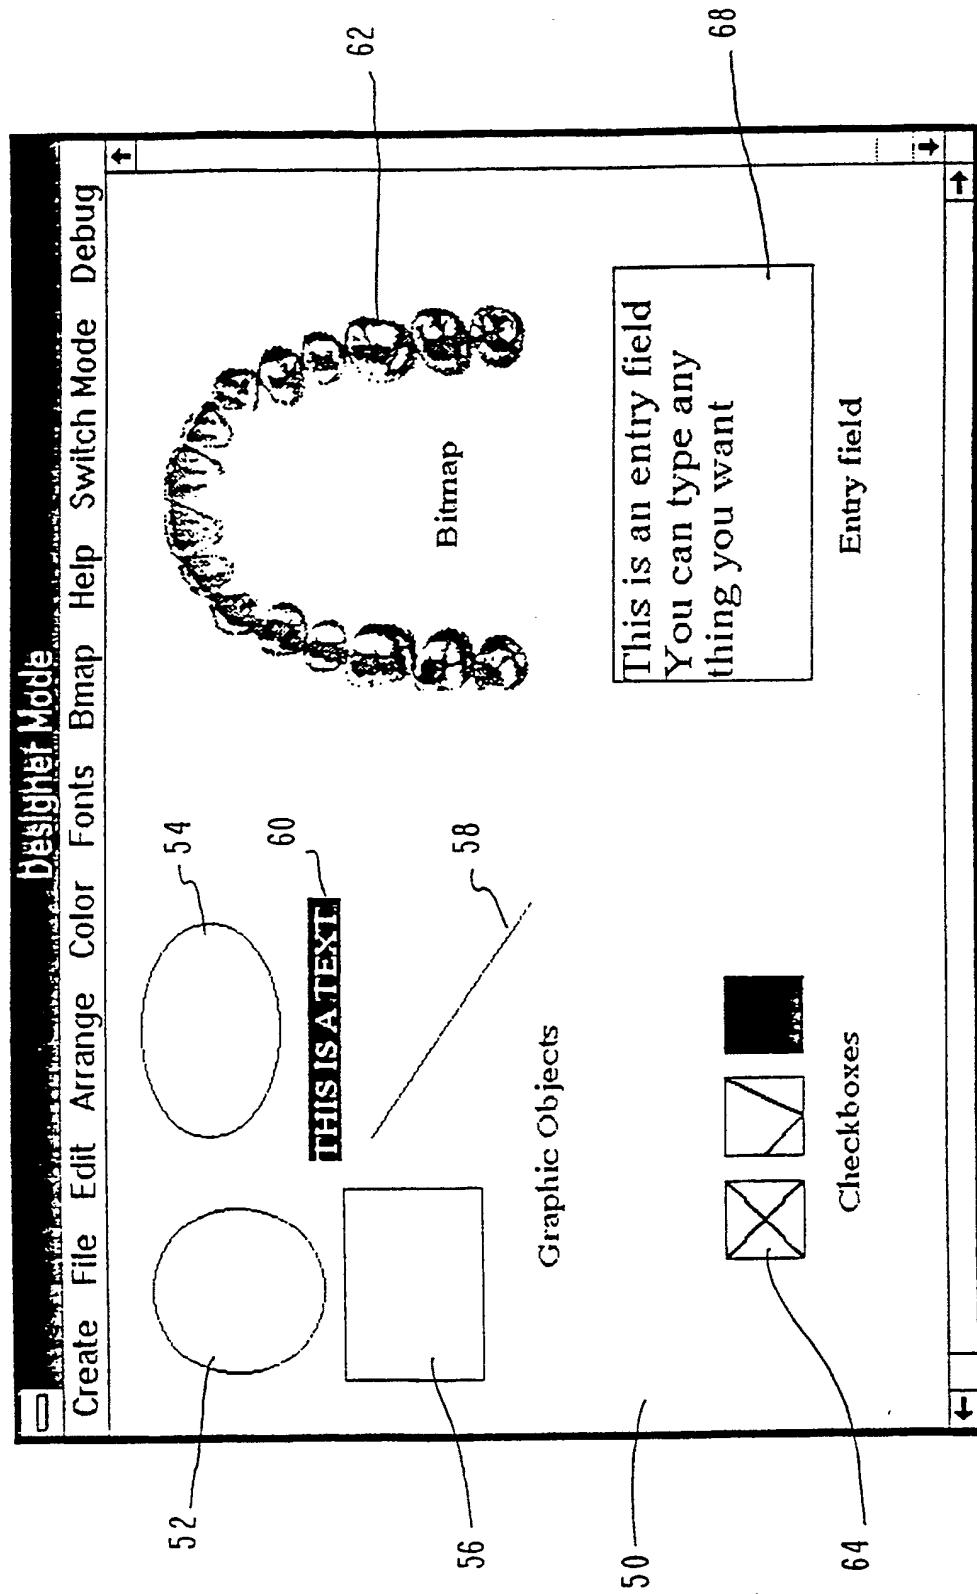 Designer Mode
Create File Edit Arrange Color Fonts Bmap Help Switch Mode Debug
52
54
62
60
THIS IS A TEXT
58
56
Graphic Objects
Bitmap
68
This is an entry field
You can type any
thing you want
50
64
Checkboxes
Entry field